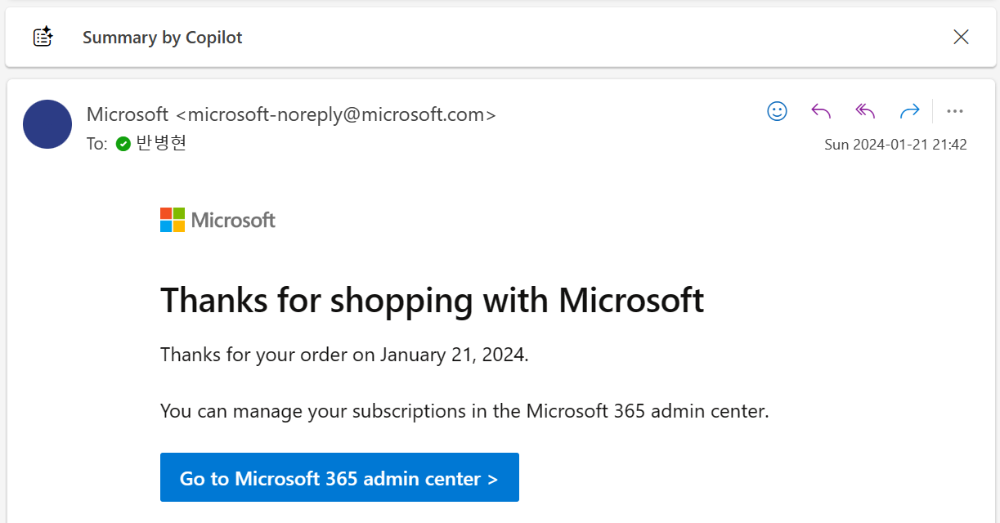 Summary by Copilot
Microsoft <microsoft-noreply@microsoft.com>
To: 반병현
Sun 2024-01-21 21:42
Microsoft
Thanks for shopping with Microsoft
Thanks for your order on January 21, 2024.
You can manage your subscriptions in the Microsoft 365 admin center.
Go to Microsoft 365 admin center >